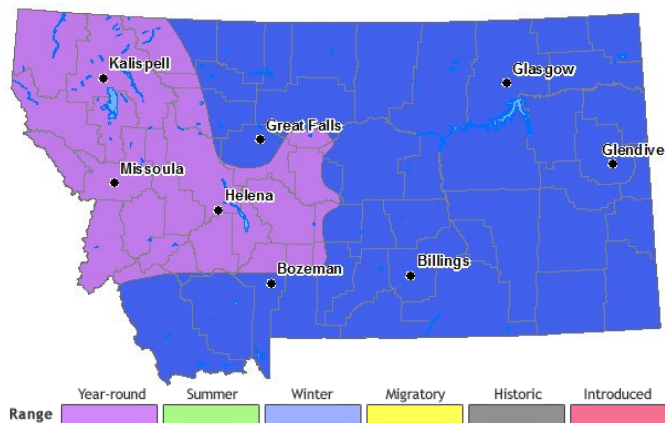 Kalispell
Glasgow
Great Falls
Glendive
Missoula
Helena
Bozeman
Billings
Year-round Summer Winter Migratory Historic Introduced
Range